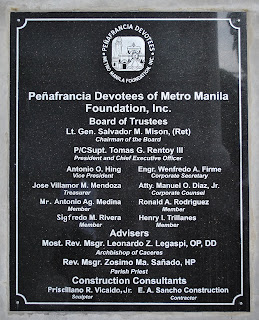 PEÑAFRANCIA DEVOTEES
METRO MANILA FOUNDATION, INC.
Peñafrancia Devotees of Metro Manila
Foundation, Inc.
Board of Trustees
Lt. Gen. Salvador M. Mison, (Ret)
Chairman of the Board
P/CSupt. Tomas G. Rentoy III
President and Chief Executive Officer
Antonio O. Hing Engr. Wenfredo A. Firme
Vice President Corporate Secretary
Jose Villamor M. Mendoza Atty. Manuel O. Diaz, Jr.
Treasurer Corporate Counsel
Mr. Antonio Ag. Medina Ronald A. Rodriguez
Member Member
Sigfredo M. Rivera Henry I. Trillanes
Member Member
Advisers
Most. Rev. Msgr. Leonardo Z. Legaspi, OP, DD
Archbishop of Caceres
Rev. Msgr. Zosimo Ma. Sañado, HP
Parish Priest
Construction Consultants
Priscillano R. Vicaldo, Jr. E. A. Sancho Construction
Sculptor Contractor